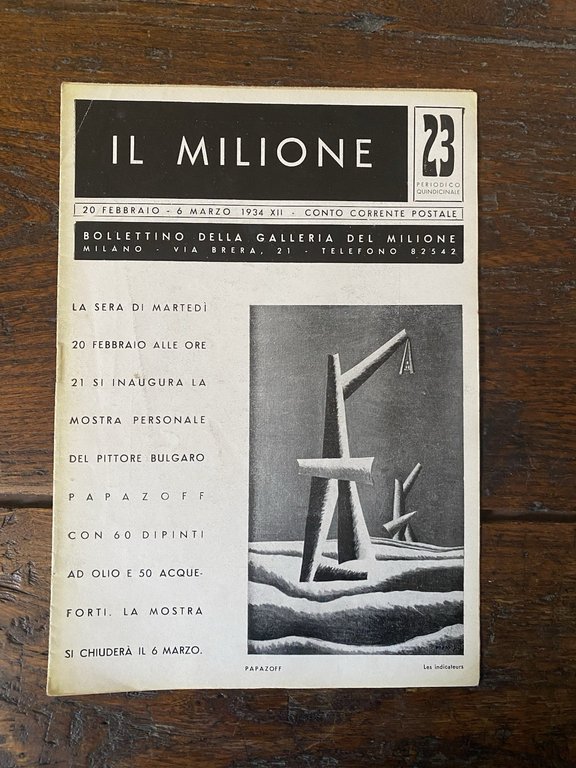 IL MILIONE
23
PERIODICO
QUINDICINALE
20 FEBBRAIO - 6 MARZO 1934 XII - CONTO CORRENTE POSTALE
BOLLETTINO DELLA GALLERIA DEL MILIONE
MILANO - VIA BRERA, 21 - TELEFONO 82542
LA SERA DI MARTEDÌ
20 FEBBRAIO ALLE ORE
21 SI INAUGURA LA
MOSTRA PERSONALE
DEL PITTORE BULGARO
PAPAZOFF
CON 60 DIPINTI
AD OLIO E 50 ACQUE-
FORTI. LA MOSTRA
SI CHIUDERÀ IL 6 MARZO.
PAPAZOFF
Les indicateurs